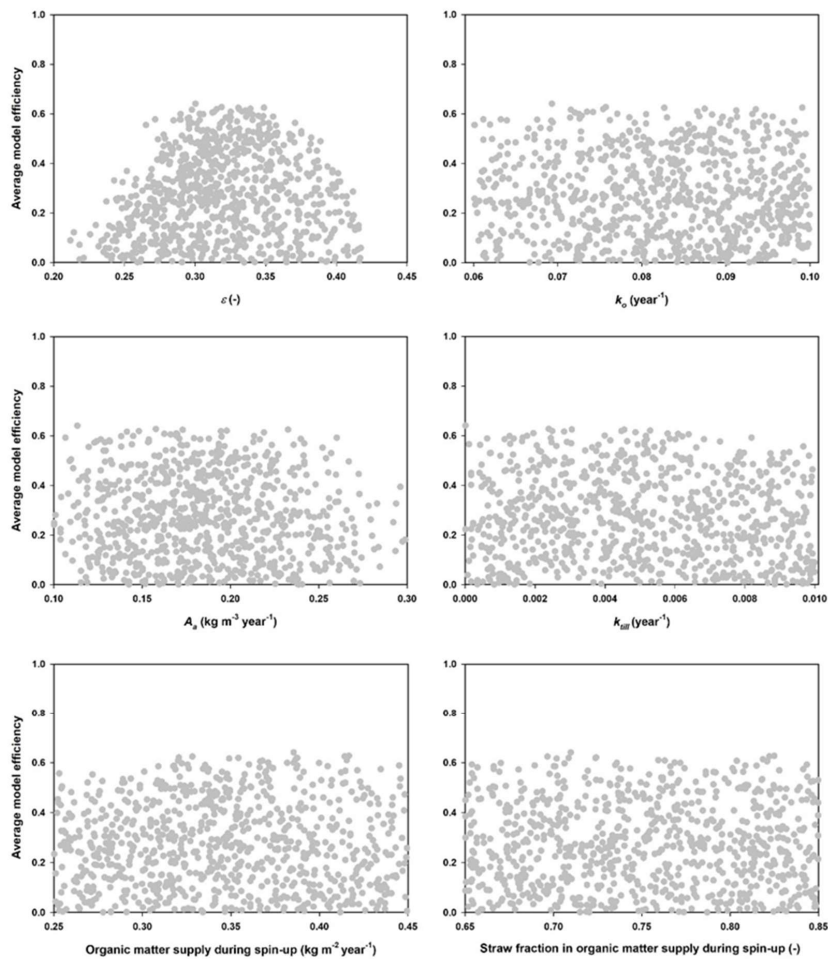 1.0
0.8
0.6
0.4
0.2
0.0
Average model efficiency
0.20 0.25 0.30 0.35 0.40 0.45
ε (-)
1.0
0.8
0.6
0.4
0.2
0.0
0.06 0.07 0.08 0.09 0.10
kₒ (year⁻¹)
1.0
0.8
0.6
0.4
0.2
0.0
Average model efficiency
0.10 0.15 0.20 0.25 0.30
Aₐ (kg m⁻³ year⁻¹)
1.0
0.8
0.6
0.4
0.2
0.0
0.000 0.002 0.004 0.006 0.008 0.010
k_till (year⁻¹)
1.0
0.8
0.6
0.4
0.2
0.0
Average model efficiency
0.25 0.30 0.35 0.40 0.45
Organic matter supply during spin-up (kg m⁻² year⁻¹)
1.0
0.8
0.6
0.4
0.2
0.0
0.65 0.70 0.75 0.80 0.85
Straw fraction in organic matter supply during spin-up (-)